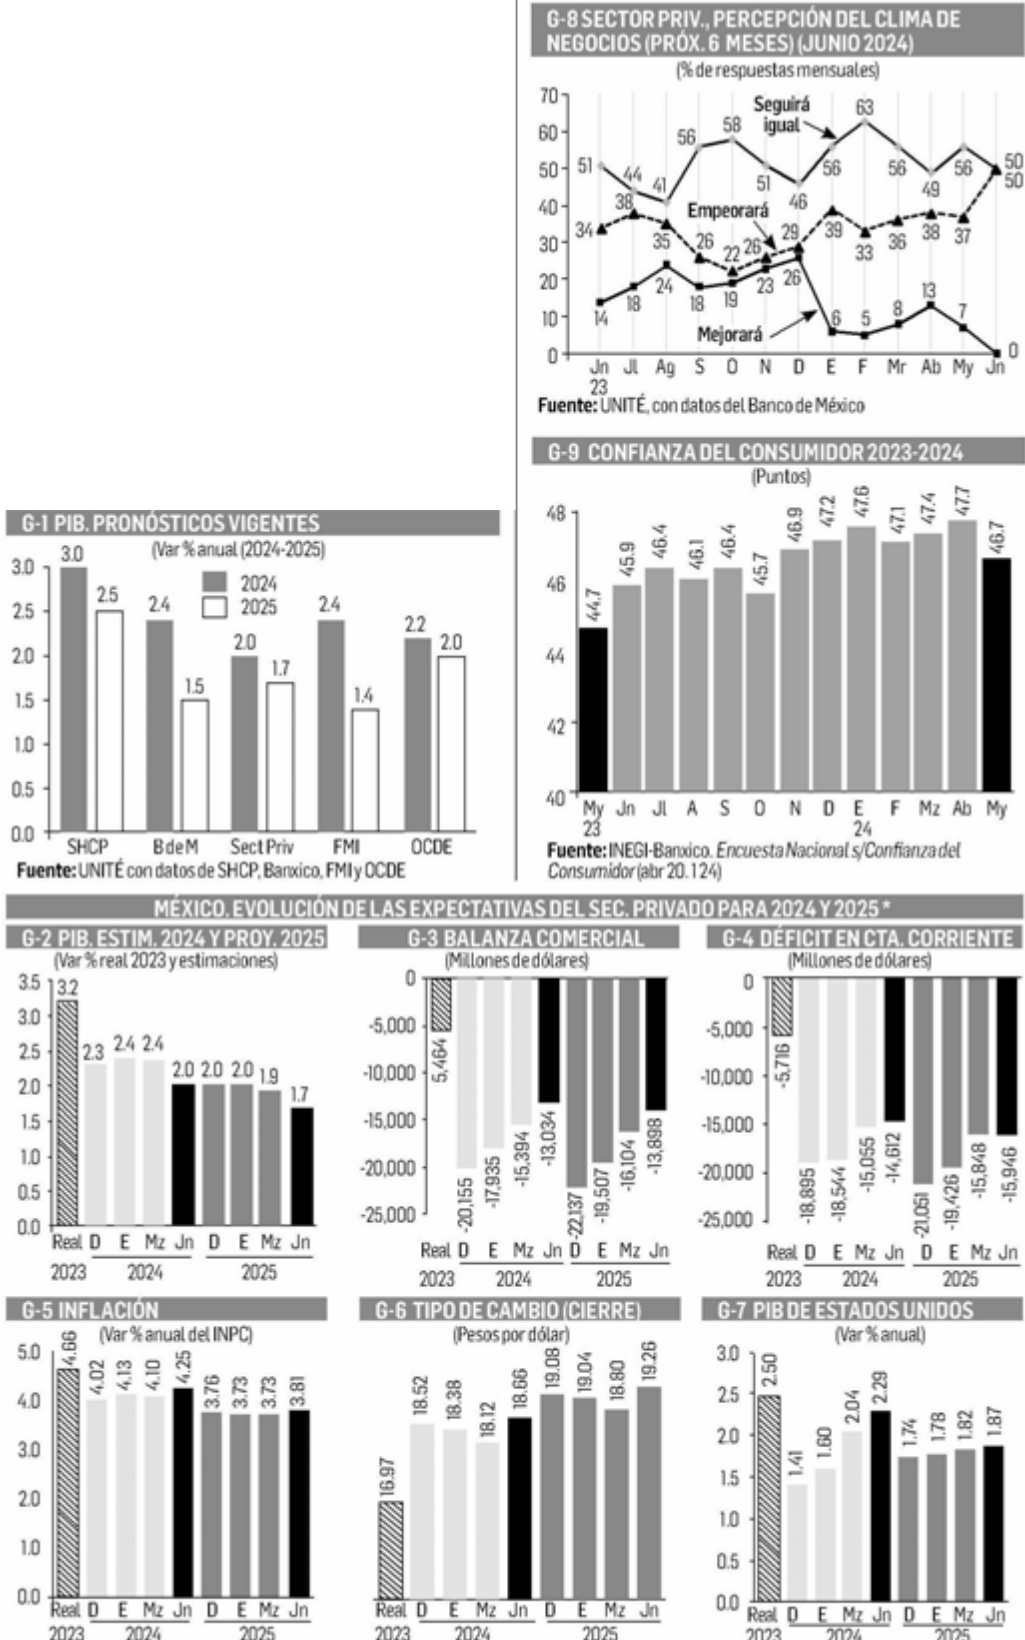 G-8 SECTOR PRIV., PERCEPCIÓN DEL CLIMA DE
NEGOCIOS (PRÓX. 6 MESES) (JUNIO 2024)
(% de respuestas mensuales)
70
60
50
40
30
20
10
0
Seguirá
igual
51 44 41 56 58 51 46 56 63 56 49 56 50
Empeorará
34 38 35 26 22 26 29 39 33 36 38 37 50
Mejorará
14 18 24 18 19 23 26 6 5 8 13 7 0
Jn Jl Ag S O N D E F Mr Ab My Jn
23
Fuente: UNITÉ, con datos del Banco de México
G-9 CONFIANZA DEL CONSUMIDOR 2023-2024
(Puntos)
48
46
44
42
40
44.7 45.9 46.4 46.1 46.4 45.7 46.9 47.2 47.6 47.1 47.4 47.7 46.7
My Jn Jl A S O N D E F Mz Ab My
23 24
Fuente: INEGI-Banxico. Encuesta Nacional s/Confianza del
Consumidor (abr 20.1 24)
G-1 PIB. PRONÓSTICOS VIGENTES
(Var % anual (2024-2025)
2024
2025
3.0
2.5
2.0
1.5
1.0
0.5
0.0
3.0 2.5 2.4 1.5 2.0 1.7 2.4 1.4 2.2 2.0
SHCP B de M Sect Priv FMI OCDE
Fuente: UNITÉ con datos de SHCP, Banxico, FMI y OCDE
MÉXICO. EVOLUCIÓN DE LAS EXPECTATIVAS DEL SEC. PRIVADO PARA 2024 Y 2025 *
G-2 PIB. ESTIM. 2024 Y PROY. 2025
(Var % real 2023 y estimaciones)
3.5
3.0
2.5
2.0
1.5
1.0
0.5
0.0
3.2 2.3 2.4 2.4 2.0 2.0 2.0 1.9 1.7
Real D E Mz Jn D E Mz Jn
2023 2024 2025
G-3 BALANZA COMERCIAL
(Millones de dólares)
0
-5,000
-10,000
-15,000
-20,000
-25,000
5,464 -20,155 -17,935 -15,394 -13,034 -22,137 -19,507 -16,104 -13,898
Real D E Mz Jn D E Mz Jn
2023 2024 2025
G-4 DÉFICIT EN CTA. CORRIENTE
(Millones de dólares)
0
-5,000
-10,000
-15,000
-20,000
-25,000
-5,716 -18,895 -18,544 -15,055 -14,612 -21,051 -19,426 -15,848 -15,946
Real D E Mz Jn D E Mz Jn
2023 2024 2025
G-5 INFLACIÓN
(Var % anual del INPC)
5.0
4.0
3.0
2.0
1.0
0.0
4.66 4.02 4.13 4.10 4.25 3.76 3.73 3.73 3.81
Real D E Mz Jn D E Mz Jn
2023 2024 2025
G-6 TIPO DE CAMBIO (CIERRE)
(Pesos por dólar)
16.97 18.52 18.38 18.12 18.66 19.08 19.04 18.80 19.26
Real D E Mz Jn D E Mz Jn
2023 2024 2025
G-7 PIB DE ESTADOS UNIDOS
(Var % anual)
3.0
2.5
2.0
1.5
1.0
0.5
0.0
2.50 1.41 1.60 2.04 2.29 1.74 1.78 1.82 1.87
Real D E Mz Jn D E Mz Jn
2023 2024 2025